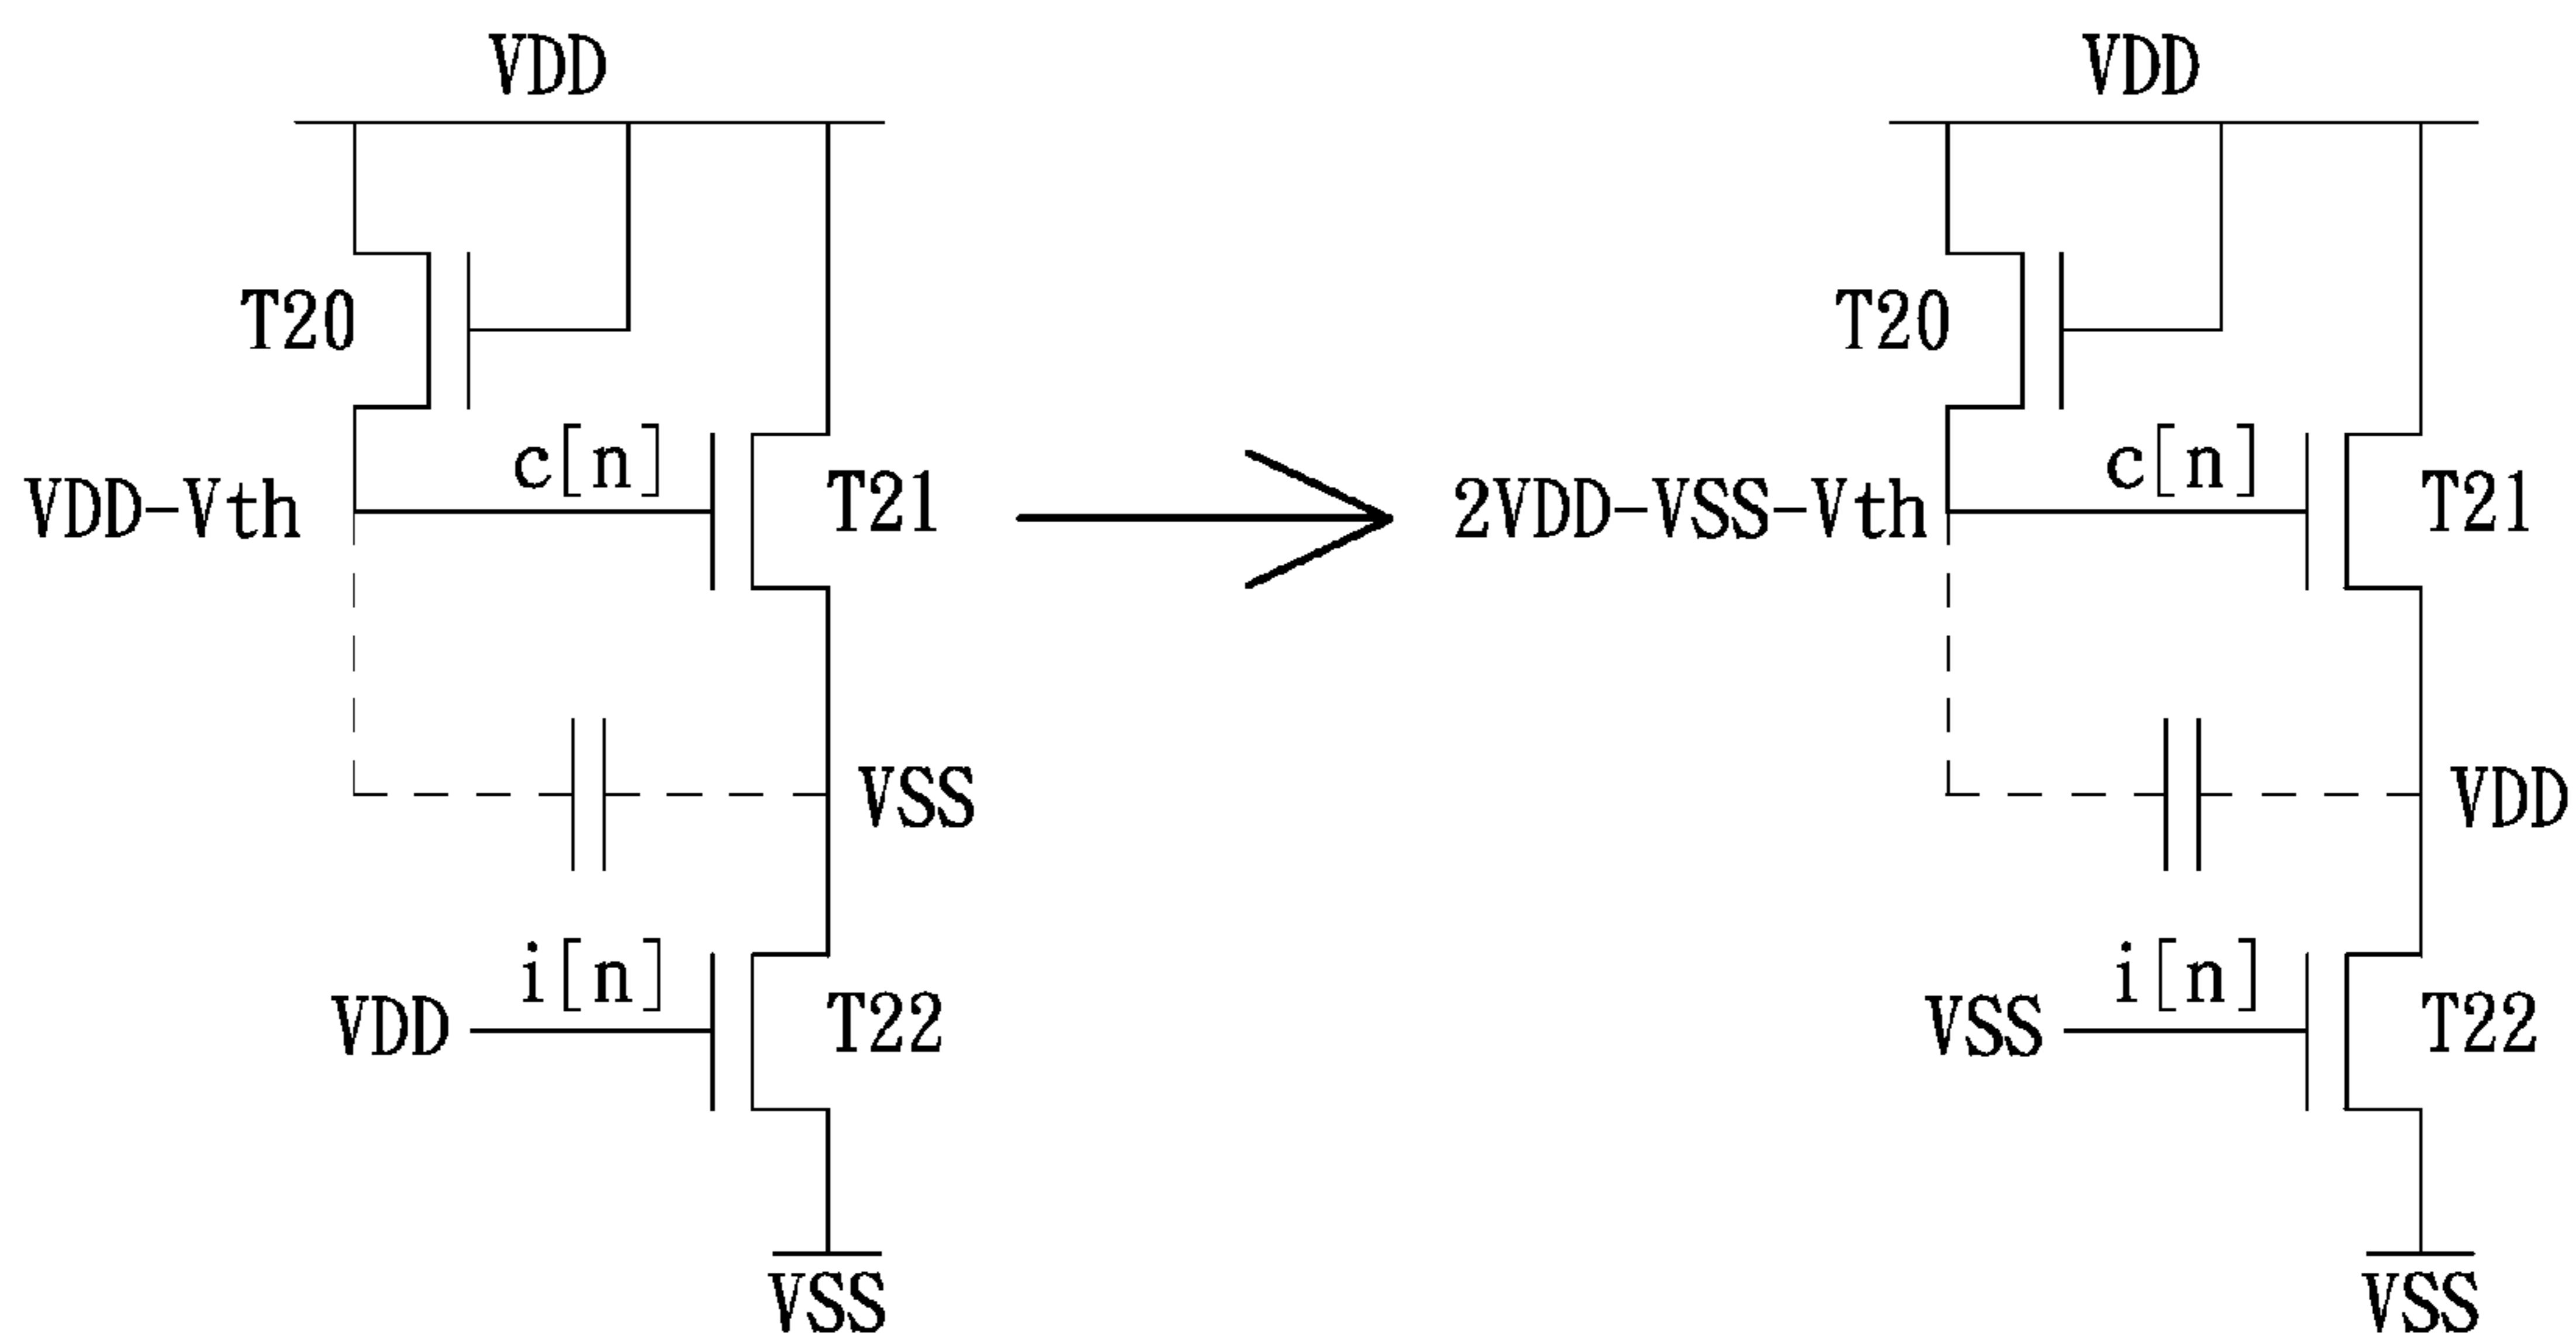 VDD
T20
c[n]
VDD-Vth
T21
VSS
i[n]
VDD
T22
VSS
VDD
T20
c[n]
2VDD-VSS-Vth
T21
VDD
i[n]
VSS
T22
VSS